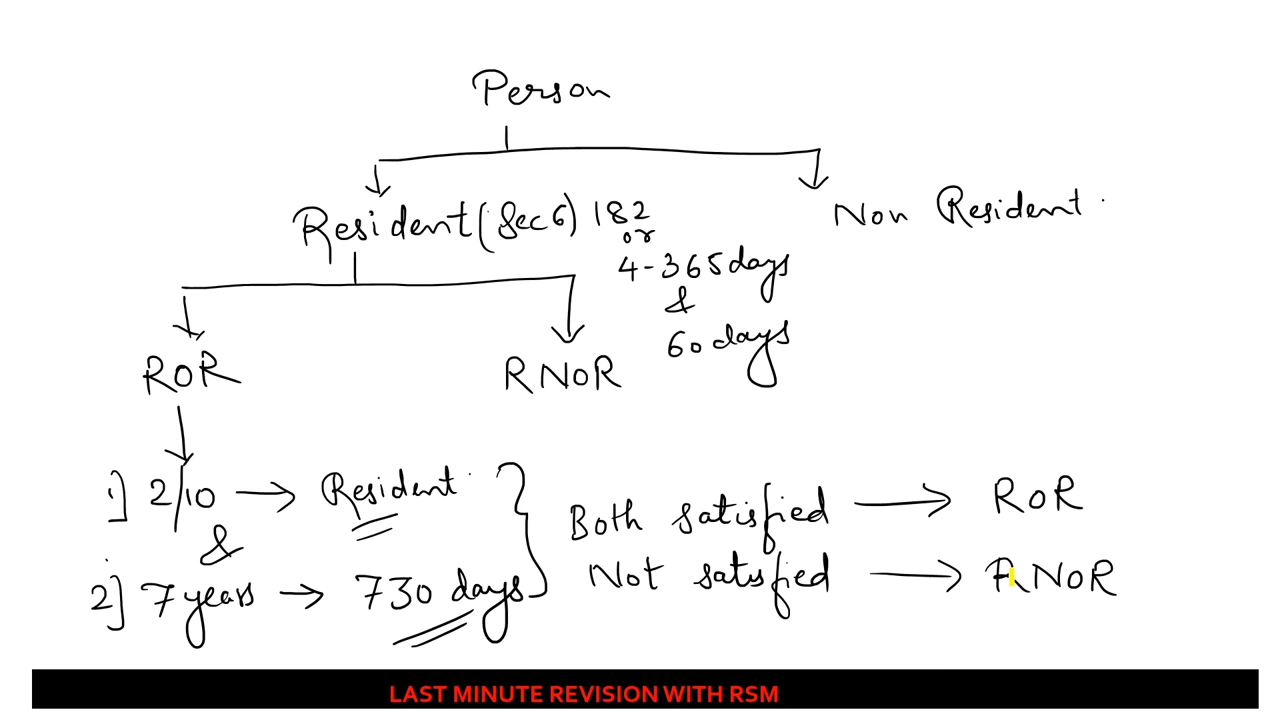 Person
Resident (Sec 6) 182
or
4-365 days
&
60 days
Non Resident
ROR
RNOR
1] 2/10 → Resident
&
2] 7 years → 730 days
Both satisfied → ROR
Not satisfied → RNOR
LAST MINUTE REVISION WITH RSM